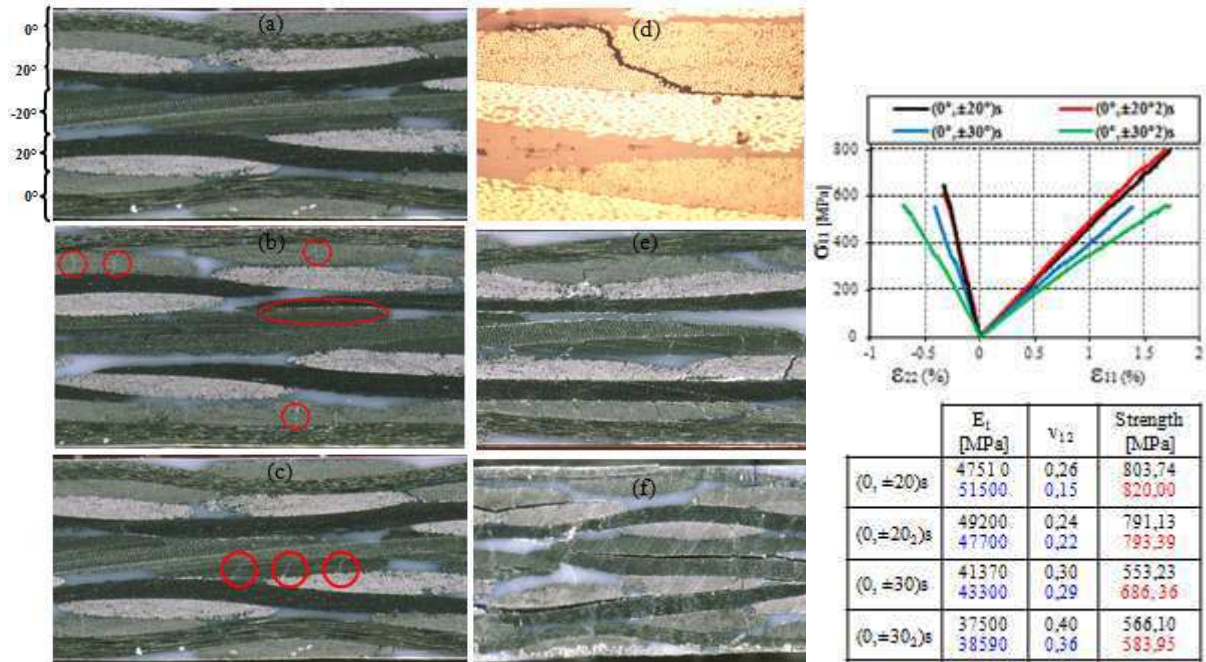 (a)
0°
20°
-20°
20°
0°
(b)
(c)
(d)
(e)
(f)
(0°,±20°)s
(0°,±20°2)s
(0°,±30°)s
(0°,±30°2)s
σ11 [MPa]
800
600
400
200
0
-1 -0.5 0 0.5 1 1.5 2
ε22 (%) ε11 (%)
E1 [MPa] ν12 Strength [MPa]
(0, ±20)s 47510 0,26 803,74
51500 0,15 820,00
(0,±20₂)s 49200 0,24 791,13
47700 0,22 793,39
(0,±30)s 41370 0,30 553,23
43300 0,29 686,36
(0,±30₂)s 37500 0,40 566,10
38590 0,36 583,95